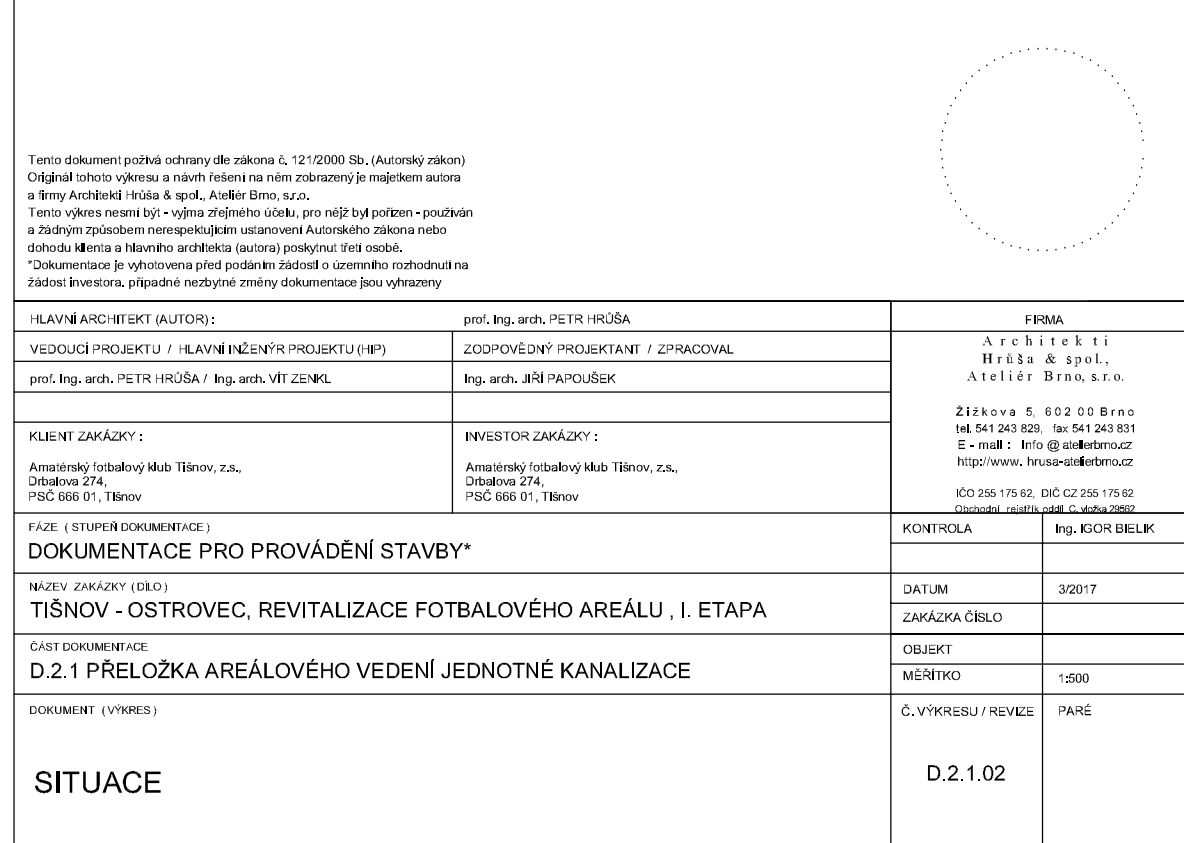 Tento dokument požívá ochrany dle zákona č. 121/2000 Sb. (Autorský zákon)
Originál tohoto výkresu a návrh řešení na něm zobrazený je majetkem autora
a firmy Architekti Hrůša & spol., Ateliér Brno, s.r.o.
Tento výkres nesmí být - vyjma zřejmého účelu, pro nějž byl pořízen - používán
a žádným způsobem nerespektujícím ustanovení Autorského zákona nebo
dohodu klienta a hlavního architekta (autora) poskytnut třetí osobě.
*Dokumentace je vyhotovena před podáním žádosti o územního rozhodnutí na
žádost investora. případné nezbytné změny dokumentace jsou vyhrazeny
HLAVNÍ ARCHITEKT (AUTOR) : prof. Ing. arch. PETR HRŮŠA
VEDOUCÍ PROJEKTU / HLAVNÍ INŽENÝR PROJEKTU (HIP) ZODPOVĚDNÝ PROJEKTANT / ZPRACOVAL
prof. Ing. arch. PETR HRŮŠA / Ing. arch. VÍT ZENKL Ing. arch. JIŘÍ PAPOUŠEK
KLIENT ZAKÁZKY :
Amatérský fotbalový klub Tišnov, z.s.,
Drbalova 274,
PSČ 666 01, Tišnov
INVESTOR ZAKÁZKY :
Amatérský fotbalový klub Tišnov, z.s.,
Drbalova 274,
PSČ 666 01, Tišnov
FIRMA
Architekti
Hrůša & spol.,
Ateliér Brno, s.r.o.
Žižkova 5, 602 00 Brno
tel. 541 243 829, fax 541 243 831
E - mail : info @ atelierbrno.cz
http://www. hrusa-atelierbrno.cz
IČO 255 175 62, DIČ CZ 255 175 62
Obchodní rejstřík oddíl C, vložka 29562
FÁZE ( STUPEŇ DOKUMENTACE )
DOKUMENTACE PRO PROVÁDĚNÍ STAVBY*
KONTROLA Ing. IGOR BIELIK
NÁZEV ZAKÁZKY ( DÍLO )
TIŠNOV - OSTROVEC, REVITALIZACE FOTBALOVÉHO AREÁLU , I. ETAPA
DATUM 3/2017
ZAKÁZKA ČÍSLO
ČÁST DOKUMENTACE
D.2.1 PŘELOŽKA AREÁLOVÉHO VEDENÍ JEDNOTNÉ KANALIZACE
OBJEKT
MĚŘÍTKO 1:500
DOKUMENT ( VÝKRES )
SITUACE
Č. VÝKRESU / REVIZE PARÉ
D.2.1.02